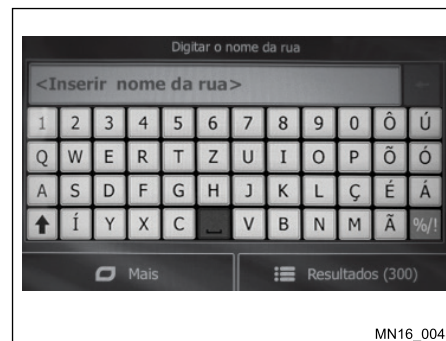 Digitar o nome da rua
<Inserir nome da rua>
1 2 3 4 5 6 7 8 9 0 Ô Ú
Q W E R T Z U I O P Õ Ó
A S D F G H J K L Ç É Á
Í Y X C V B N M Ã %/!
Mais Resultados (300)
MN16_004